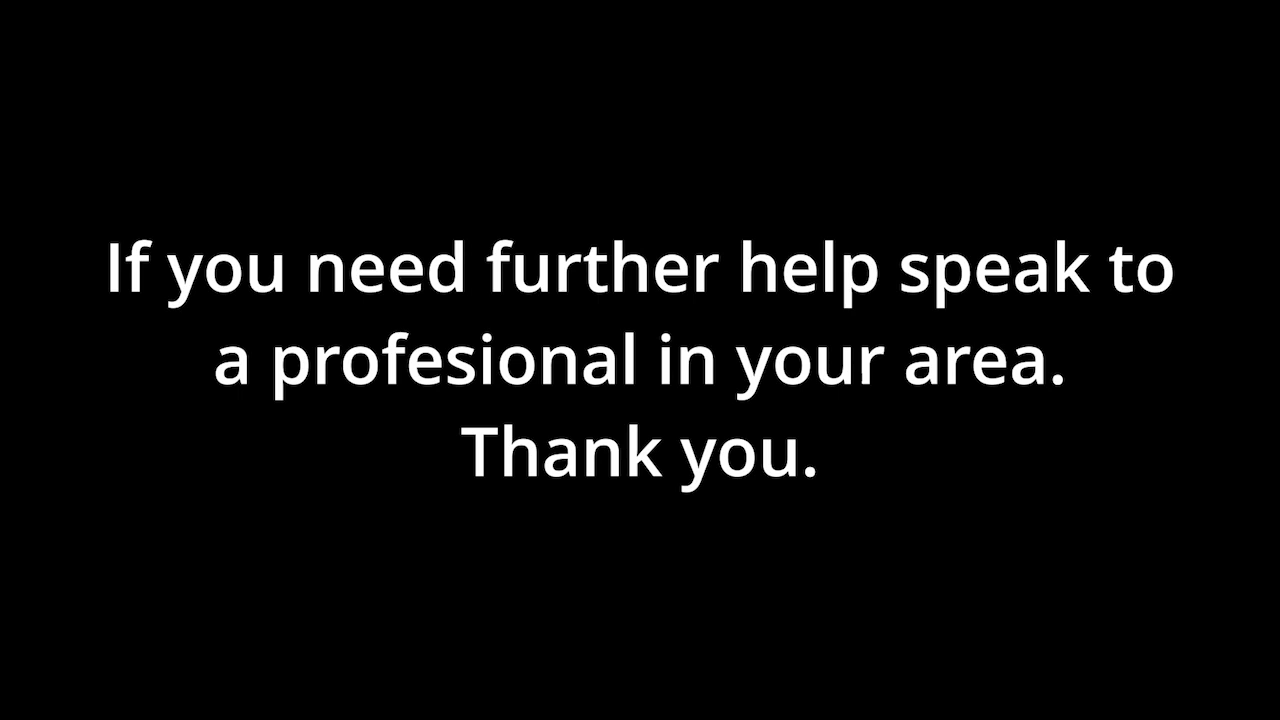 If you need further help speak to
a profesional in your area.
Thank you.